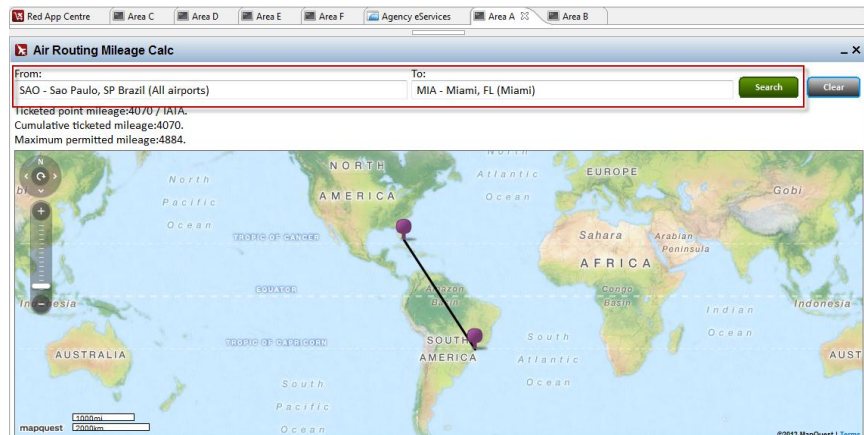 Red App Centre Area C Area D Area E Area F Agency eServices Area A Area B
Air Routing Mileage Calc
From: To:
SAO - Sao Paulo, SP Brazil (All airports) MIA - Miami, FL (Miami) Search Clear
Ticketed point mileage:4070 / IATA.
Cumulative ticketed mileage:4070.
Maximum permitted mileage:4884.
N
NORTH
AMERICA
North
Pacific
Ocean
Atlantic
Ocean
EUROPE
Gobi
TROPIC OF CANCER
Sahara
Arabian
Peninsula
AFRICA
EQUATOR
Amazon
Basin
Congo
Basin
Indian
Ocean
Indonesia
TROPIC OF CAPRICORN
SOUTH
AMERICA
South
Atlantic
Ocean
AUSTRALIA
AUST
South
Pacific
Ocean
1000mi
2000km
mapquest
©2013 MapQuest | Terms